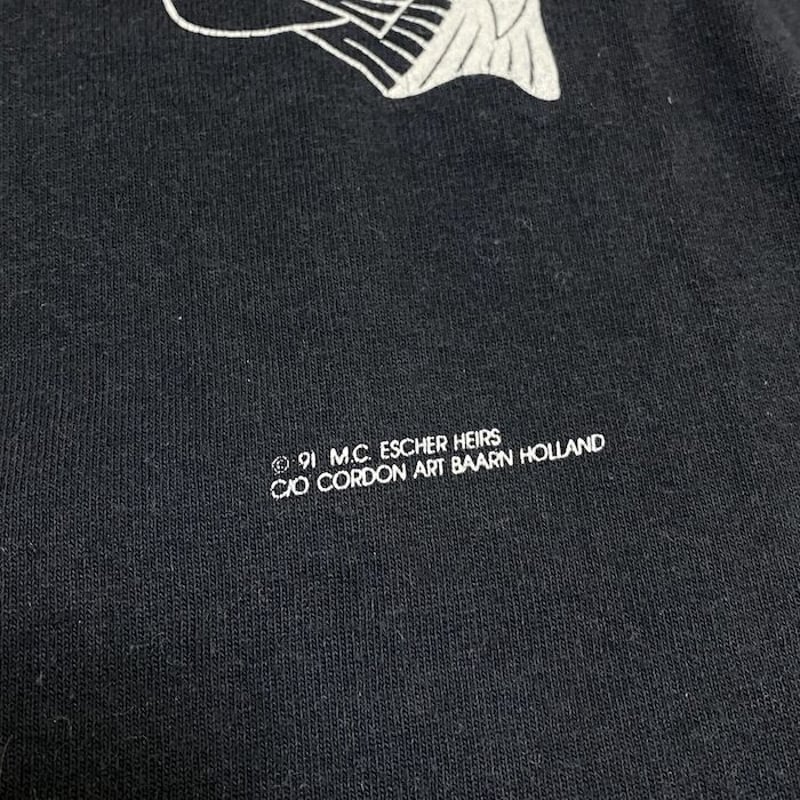 © 91 M.C. ESCHER HEIRS
C/O CORDON ART BAARN HOLLAND